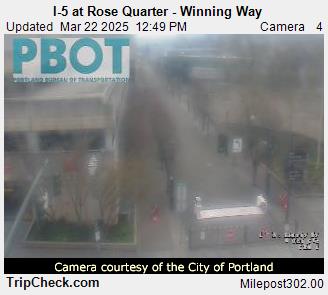 I-5 at Rose Quarter - Winning Way
Updated Mar 22 2025 12:49 PM Camera 4
PBOT
PORTLAND BUREAU OF TRANSPORTATION
Camera courtesy of the City of Portland
TripCheck.com Milepost302.00